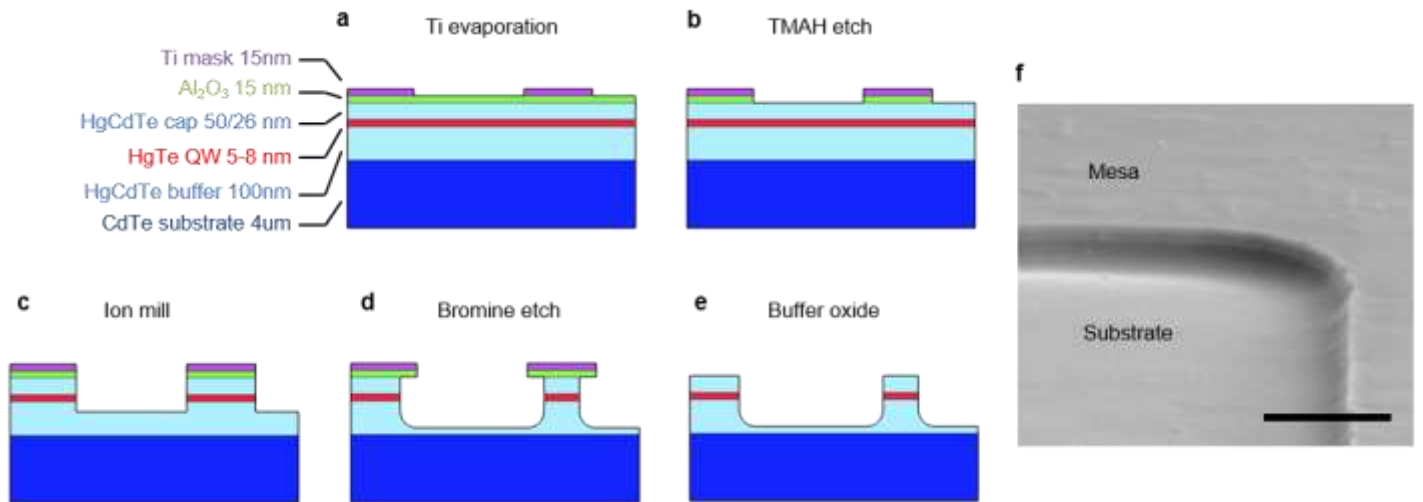 a
Ti evaporation
b
TMAH etch
Ti mask 15nm
Al₂O₃ 15 nm
HgCdTe cap 50/26 nm
HgTe QW 5-8 nm
HgCdTe buffer 100nm
CdTe substrate 4um
c
Ion mill
d
Bromine etch
e
Buffer oxide
f
Mesa
Substrate